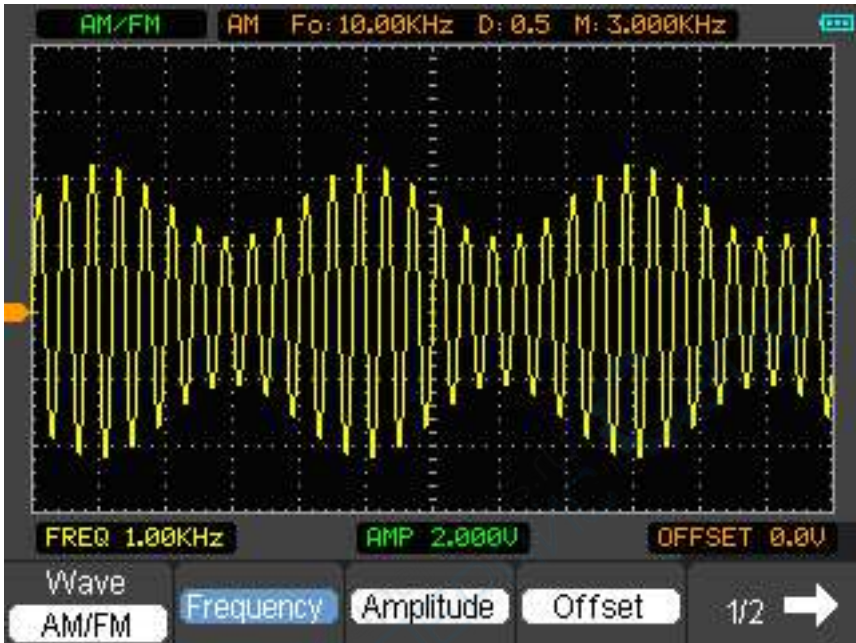 AM/FM AM Fo:10.00KHz D:0.5 M:3.000KHz
FREQ 1.00KHz AMP 2.000V OFFSET 0.0V
Wave
AM/FM Frequency Amplitude Offset 1/2